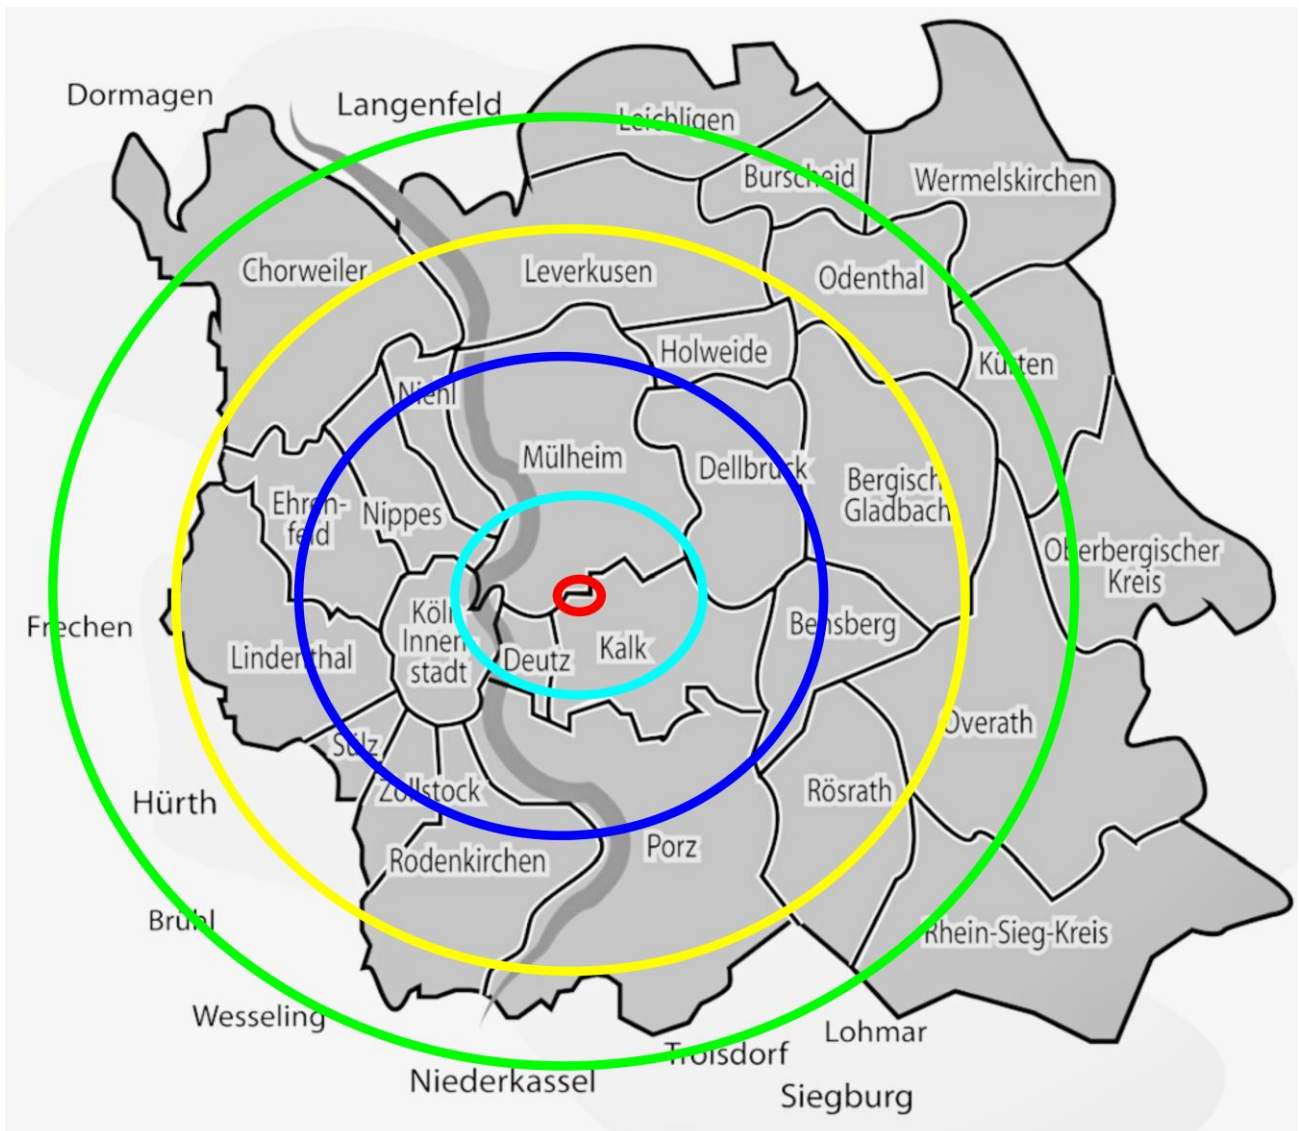 Dormagen
Langenfeld
Leichligen
Burscheid
Wermelskirchen
Chorweiler
Leverkusen
Odenthal
Holweide
Kürten
Niehl
Mülheim
Dellbrück
Bergisch
Gladbach
Ehren-
feld
Nippes
Oberbergischer
Kreis
Köln
Innen
stadt
Frechen
Lindenthal
Deutz
Kalk
Bensberg
Overath
Sülz
Zollstock
Rösrath
Hürth
Rodenkirchen
Porz
Brühl
Rhein-Sieg-Kreis
Wesseling
Lohmar
Troisdorf
Niederkassel
Siegburg